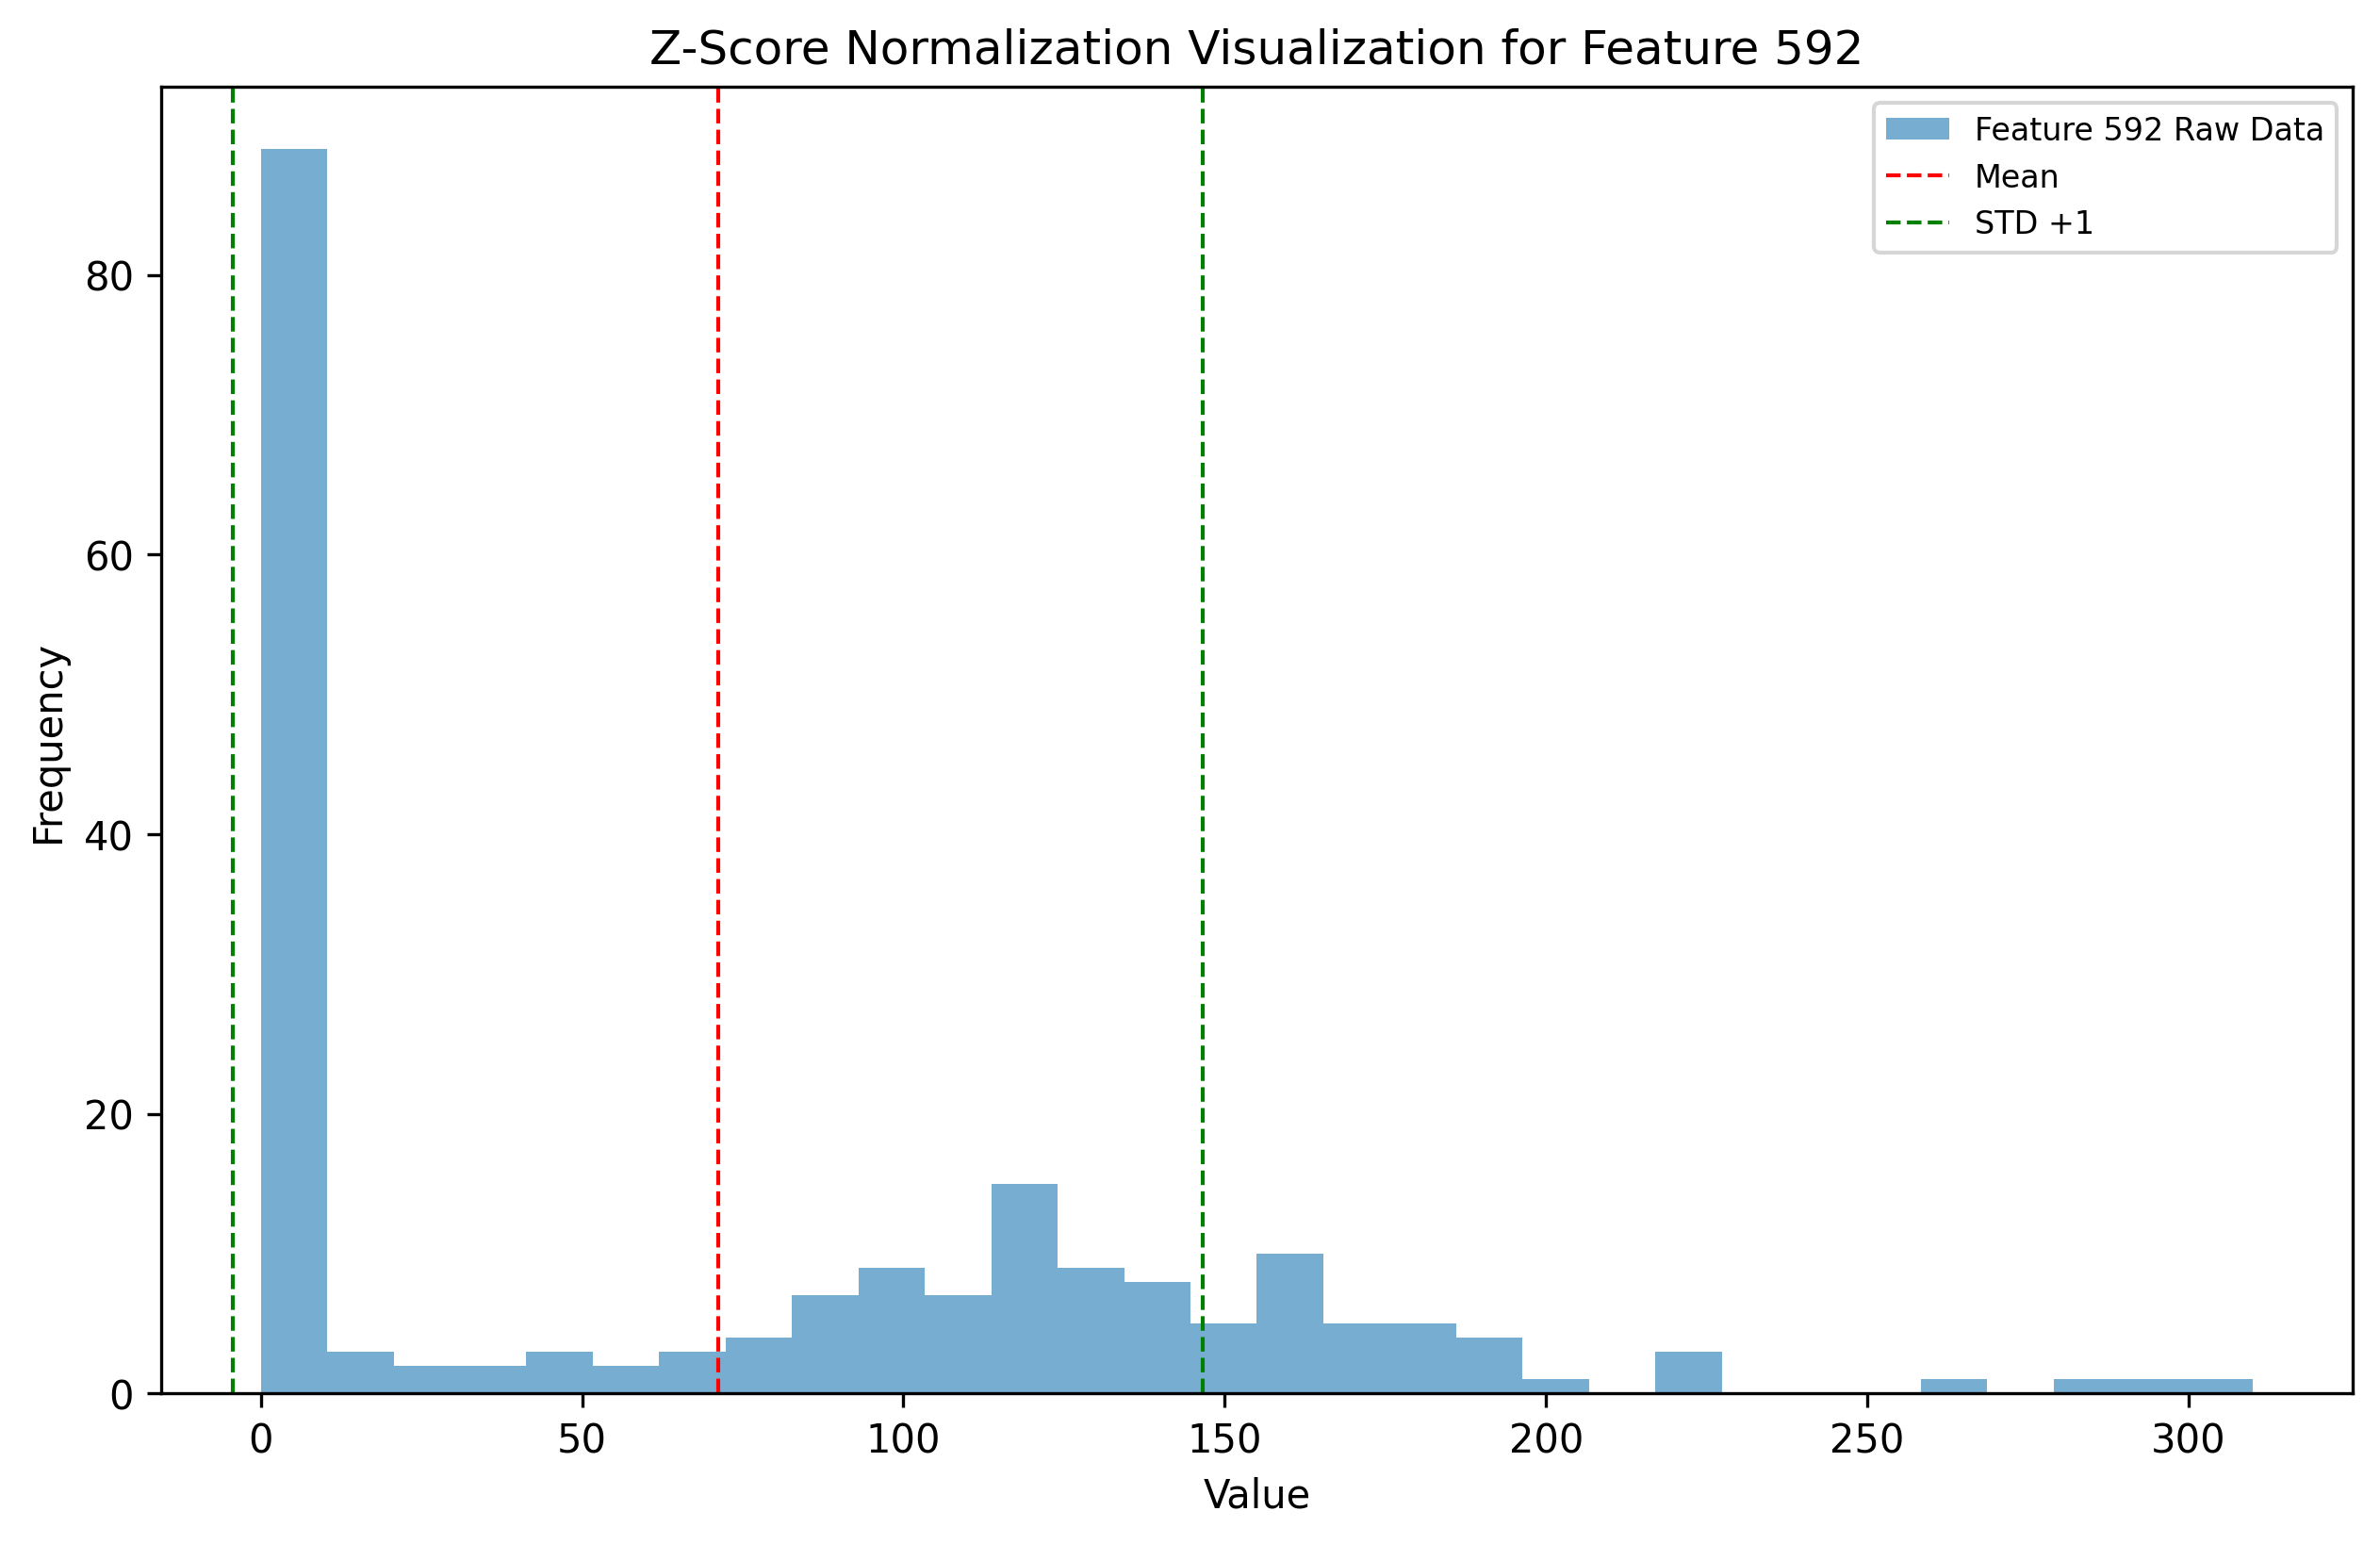 Z-Score Normalization Visualization for Feature 592
Feature 592 Raw Data
Mean
STD +1
80
60
40
20
0
Frequency
0 50 100 150 200 250 300
Value